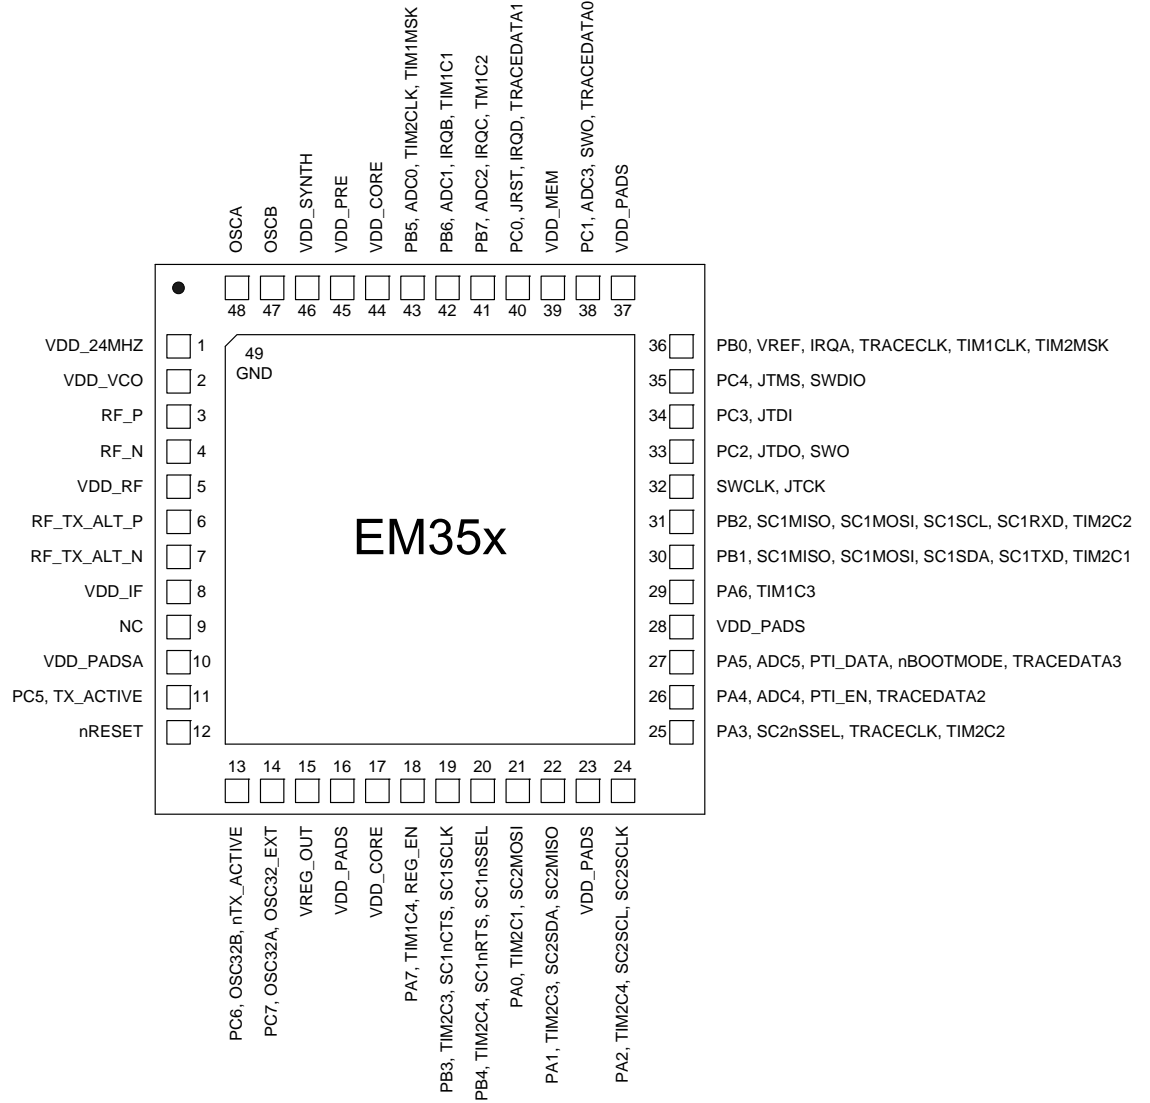 OSCA
OSCB
VDD_SYNTH
VDD_PRE
VDD_CORE
PB5, ADC0, TIM2CLK, TIM1MSK
PB6, ADC1, IRQB, TIM1C1
PB7, ADC2, IRQC, TM1C2
PC0, JRST, IRQD, TRACEDATA1
VDD_MEM
PC1, ADC3, SWO, TRACEDATA0
VDD_PADS
48 47 46 45 44 43 42 41 40 39 38 37
VDD_24MHZ 1
VDD_VCO 2
RF_P 3
RF_N 4
VDD_RF 5
RF_TX_ALT_P 6
RF_TX_ALT_N 7
VDD_IF 8
NC 9
VDD_PADSA 10
PC5, TX_ACTIVE 11
nRESET 12
49
GND
EM35x
36 PB0, VREF, IRQA, TRACECLK, TIM1CLK, TIM2MSK
35 PC4, JTMS, SWDIO
34 PC3, JTDI
33 PC2, JTDO, SWO
32 SWCLK, JTCK
31 PB2, SC1MISO, SC1MOSI, SC1SCL, SC1RXD, TIM2C2
30 PB1, SC1MISO, SC1MOSI, SC1SDA, SC1TXD, TIM2C1
29 PA6, TIM1C3
28 VDD_PADS
27 PA5, ADC5, PTI_DATA, nBOOTMODE, TRACEDATA3
26 PA4, ADC4, PTI_EN, TRACEDATA2
25 PA3, SC2nSSEL, TRACECLK, TIM2C2
13 14 15 16 17 18 19 20 21 22 23 24
PC6, OSC32B, nTX_ACTIVE
PC7, OSC32A, OSC32_EXT
VREG_OUT
VDD_PADS
VDD_CORE
PA7, TIM1C4, REG_EN
PB3, TIM2C3, SC1nCTS, SC1SCLK
PB4, TIM2C4, SC1nRTS, SC1nSSEL
PA0, TIM2C1, SC2MOSI
PA1, TIM2C3, SC2SDA, SC2MISO
VDD_PADS
PA2, TIM2C4, SC2SCL, SC2SCLK